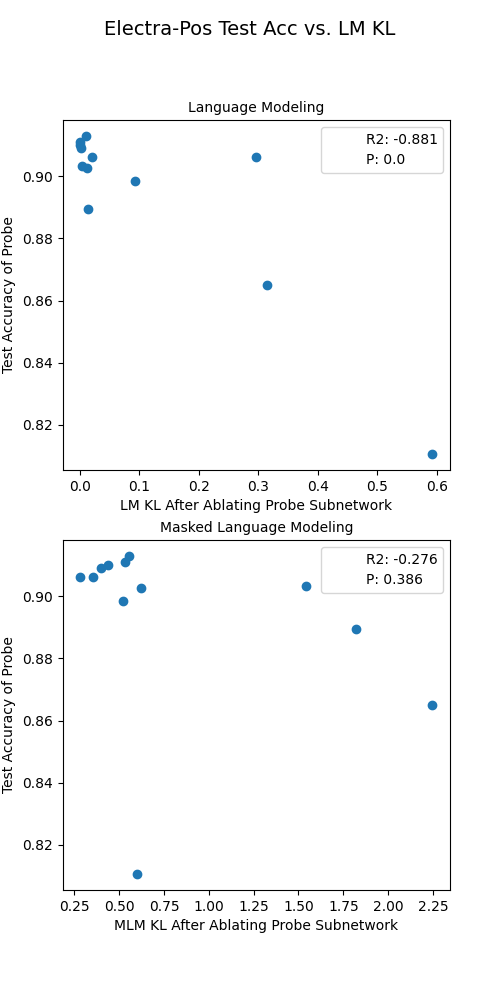 Electra-Pos Test Acc vs. LM KL
Language Modeling
R2: -0.881
P: 0.0
Test Accuracy of Probe
0.90
0.88
0.86
0.84
0.82
0.0 0.1 0.2 0.3 0.4 0.5 0.6
LM KL After Ablating Probe Subnetwork
Masked Language Modeling
R2: -0.276
P: 0.386
Test Accuracy of Probe
0.90
0.88
0.86
0.84
0.82
0.25 0.50 0.75 1.00 1.25 1.50 1.75 2.00 2.25
MLM KL After Ablating Probe Subnetwork